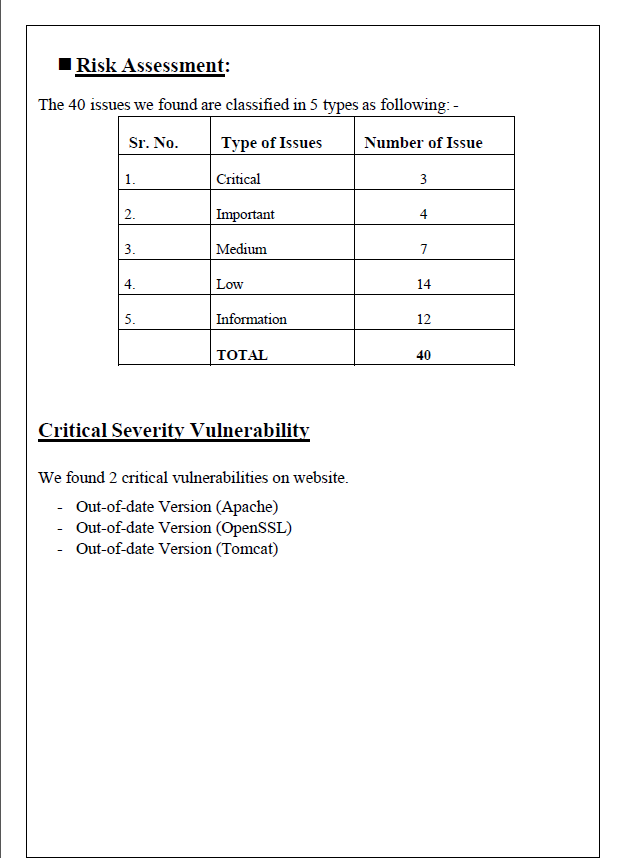 ■ Risk Assessment:
The 40 issues we found are classified in 5 types as following: -
Sr. No. Type of Issues Number of Issue
1. Critical 3
2. Important 4
3. Medium 7
4. Low 14
5. Information 12
TOTAL 40
Critical Severity Vulnerability
We found 2 critical vulnerabilities on website.
- Out-of-date Version (Apache)
- Out-of-date Version (OpenSSL)
- Out-of-date Version (Tomcat)